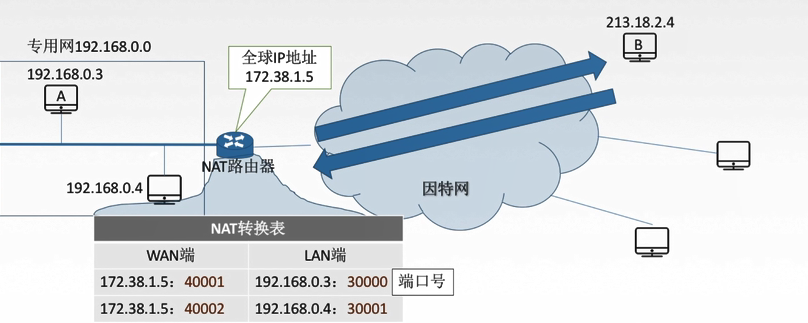 213.18.2.4
B
专用网192.168.0.0
全球IP地址
172.38.1.5
192.168.0.3
A
NAT路由器
192.168.0.4
因特网
NAT转换表
WAN端 LAN端
172.38.1.5：40001 192.168.0.3：30000 端口号
172.38.1.5：40002 192.168.0.4：30001